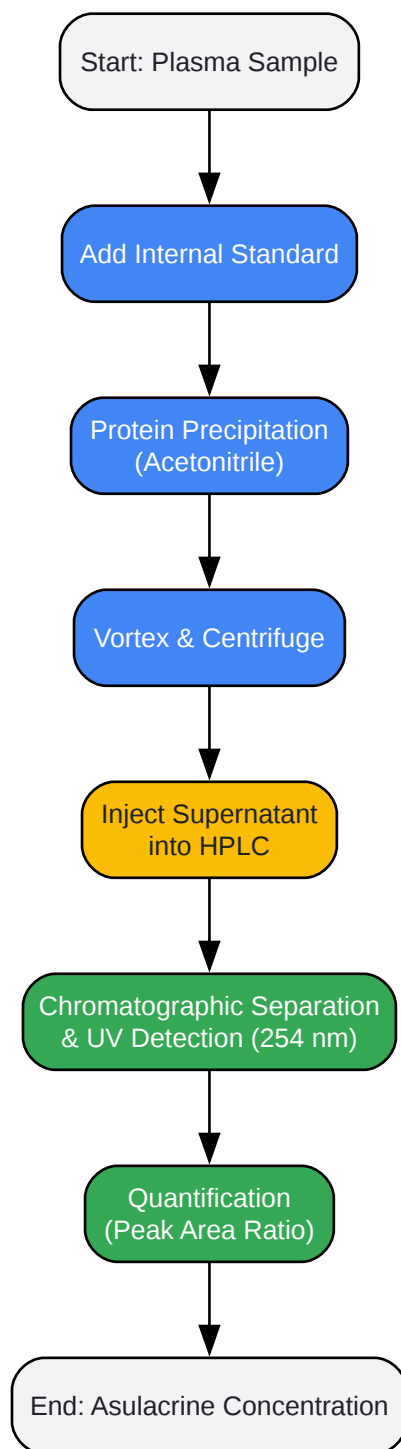 Start: Plasma Sample
Add Internal Standard
Protein Precipitation
(Acetonitrile)
Vortex & Centrifuge
Inject Supernatant
into HPLC
Chromatographic Separation
& UV Detection (254 nm)
Quantification
(Peak Area Ratio)
End: Asulacrine Concentration